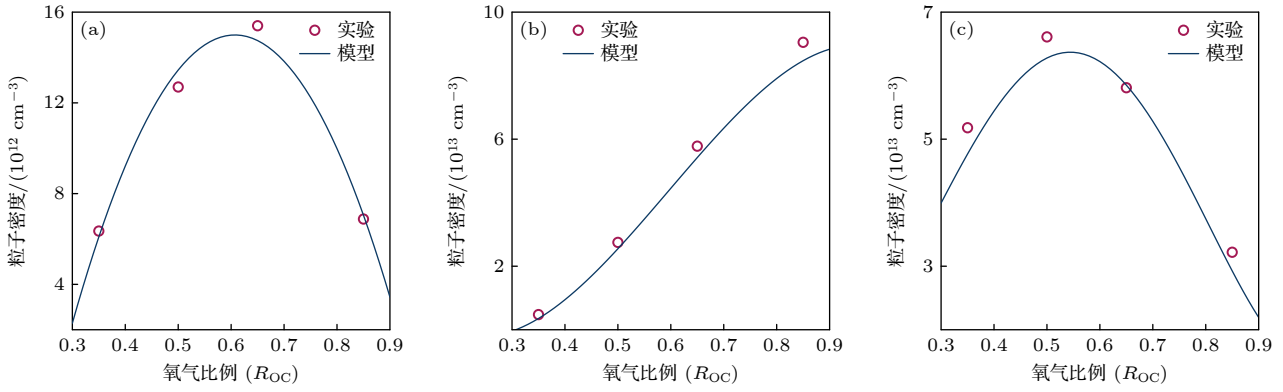 (a)
实验
模型
16
12
8
4
粒子密度/(10¹² cm⁻³)
0.3 0.4 0.5 0.6 0.7 0.8 0.9
氧气比例 (R_OC)
(b)
实验
模型
10
6
2
粒子密度/(10¹³ cm⁻³)
0.3 0.4 0.5 0.6 0.7 0.8 0.9
氧气比例 (R_OC)
(c)
实验
模型
7
5
3
粒子密度/(10¹³ cm⁻³)
0.3 0.4 0.5 0.6 0.7 0.8 0.9
氧气比例 (R_OC)